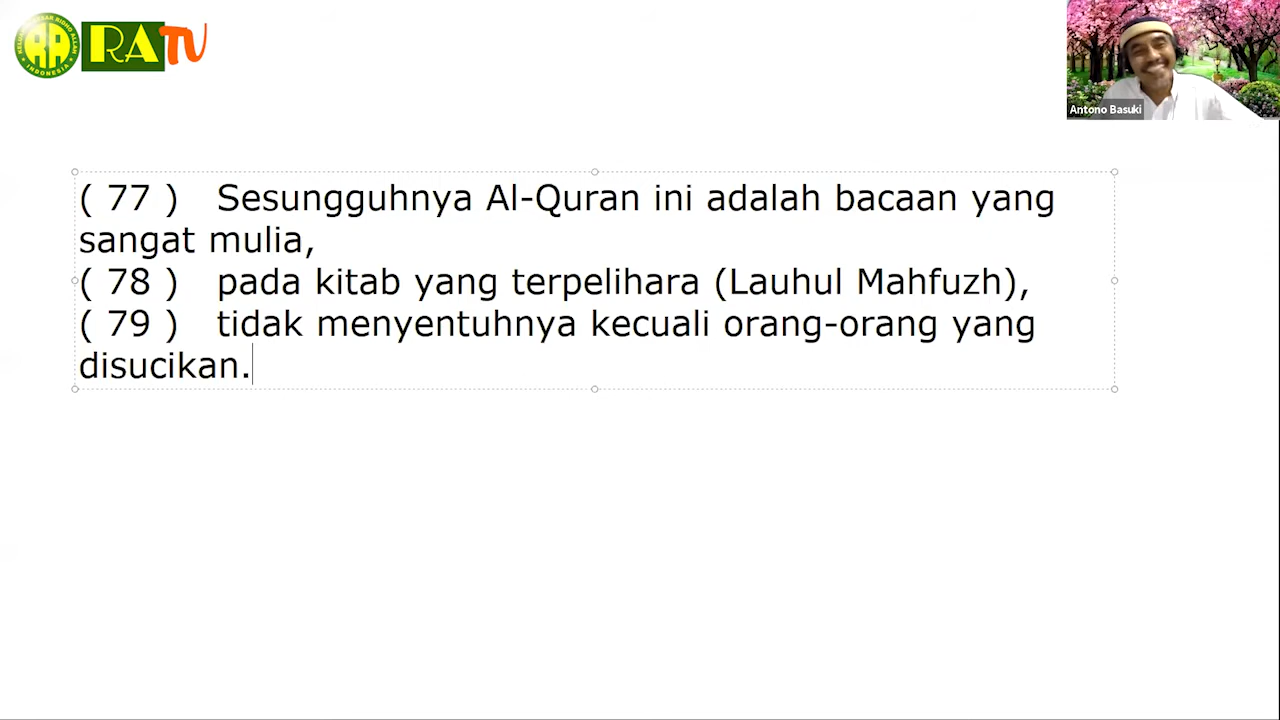 RATV
Antono Basuki
( 77 ) Sesungguhnya Al-Quran ini adalah bacaan yang
sangat mulia,
( 78 ) pada kitab yang terpelihara (Lauhul Mahfuzh),
( 79 ) tidak menyentuhnya kecuali orang-orang yang
disucikan.